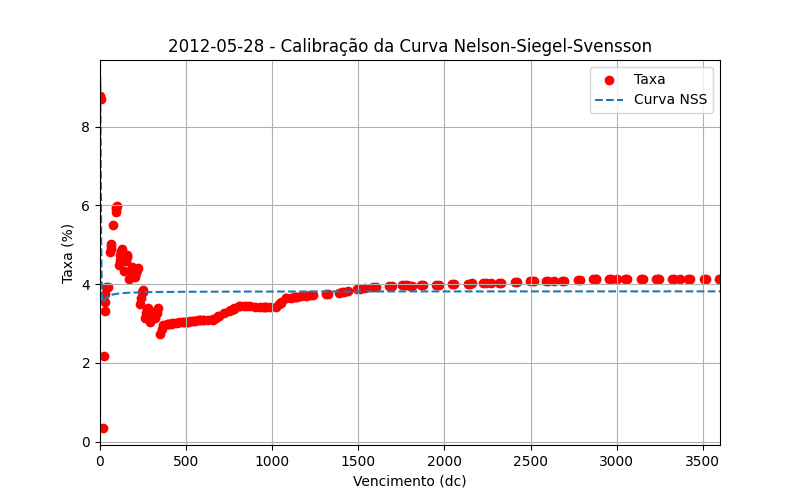 2012-05-28 - Calibração da Curva Nelson-Siegel-Svensson
Taxa
Curva NSS
Taxa (%)
8
6
4
2
0
0 500 1000 1500 2000 2500 3000 3500
Vencimento (dc)